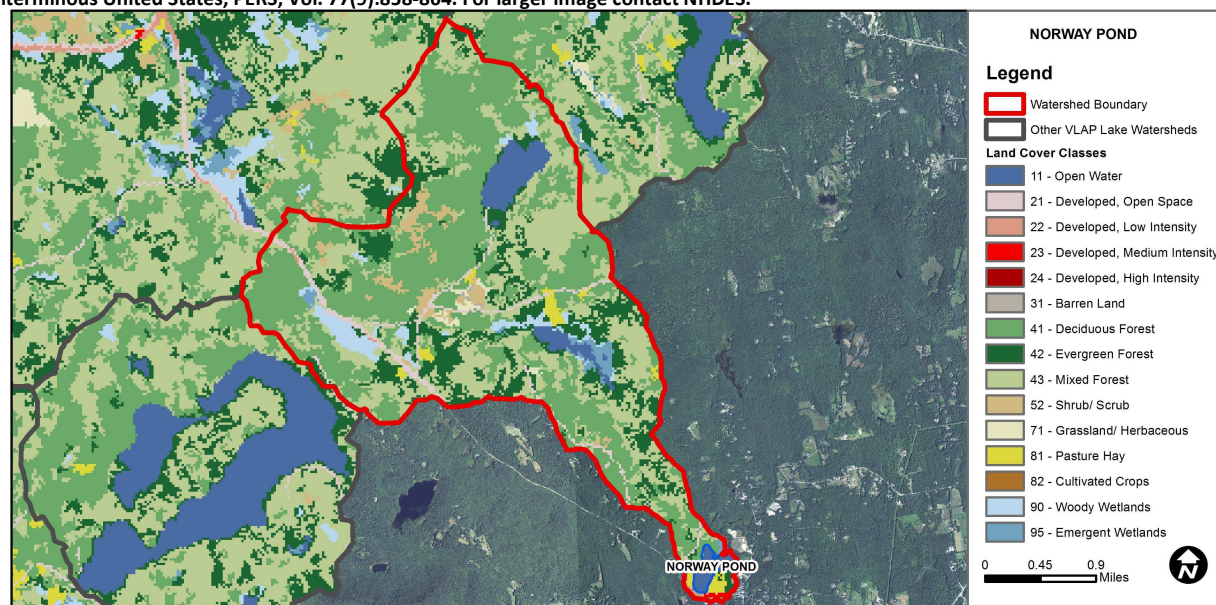 NORWAY POND
NORWAY POND
Legend
Watershed Boundary
Other VLAP Lake Watersheds
Land Cover Classes
11 - Open Water
21 - Developed, Open Space
22 - Developed, Low Intensity
23 - Developed, Medium Intensity
24 - Developed, High Intensity
31 - Barren Land
41 - Deciduous Forest
42 - Evergreen Forest
43 - Mixed Forest
52 - Shrub/ Scrub
71 - Grassland/ Herbaceous
81 - Pasture Hay
82 - Cultivated Crops
90 - Woody Wetlands
95 - Emergent Wetlands
0 0.45 0.9
Miles
N